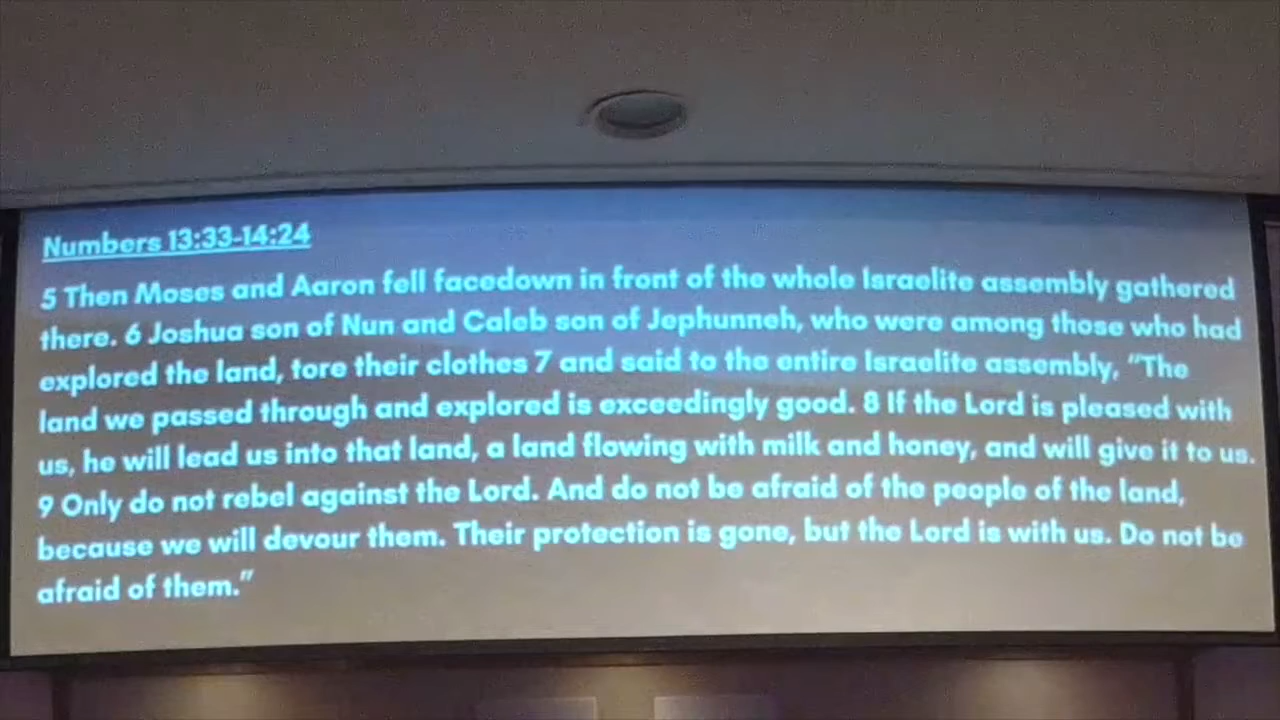 Numbers 13:33-14:24
5 Then Moses and Aaron fell facedown in front of the whole Israelite assembly gathered
there. 6 Joshua son of Nun and Caleb son of Jephunneh, who were among those who had
explored the land, tore their clothes 7 and said to the entire Israelite assembly, “The
land we passed through and explored is exceedingly good. 8 If the Lord is pleased with
us, he will lead us into that land, a land flowing with milk and honey, and will give it to us.
9 Only do not rebel against the Lord. And do not be afraid of the people of the land,
because we will devour them. Their protection is gone, but the Lord is with us. Do not be
afraid of them.”